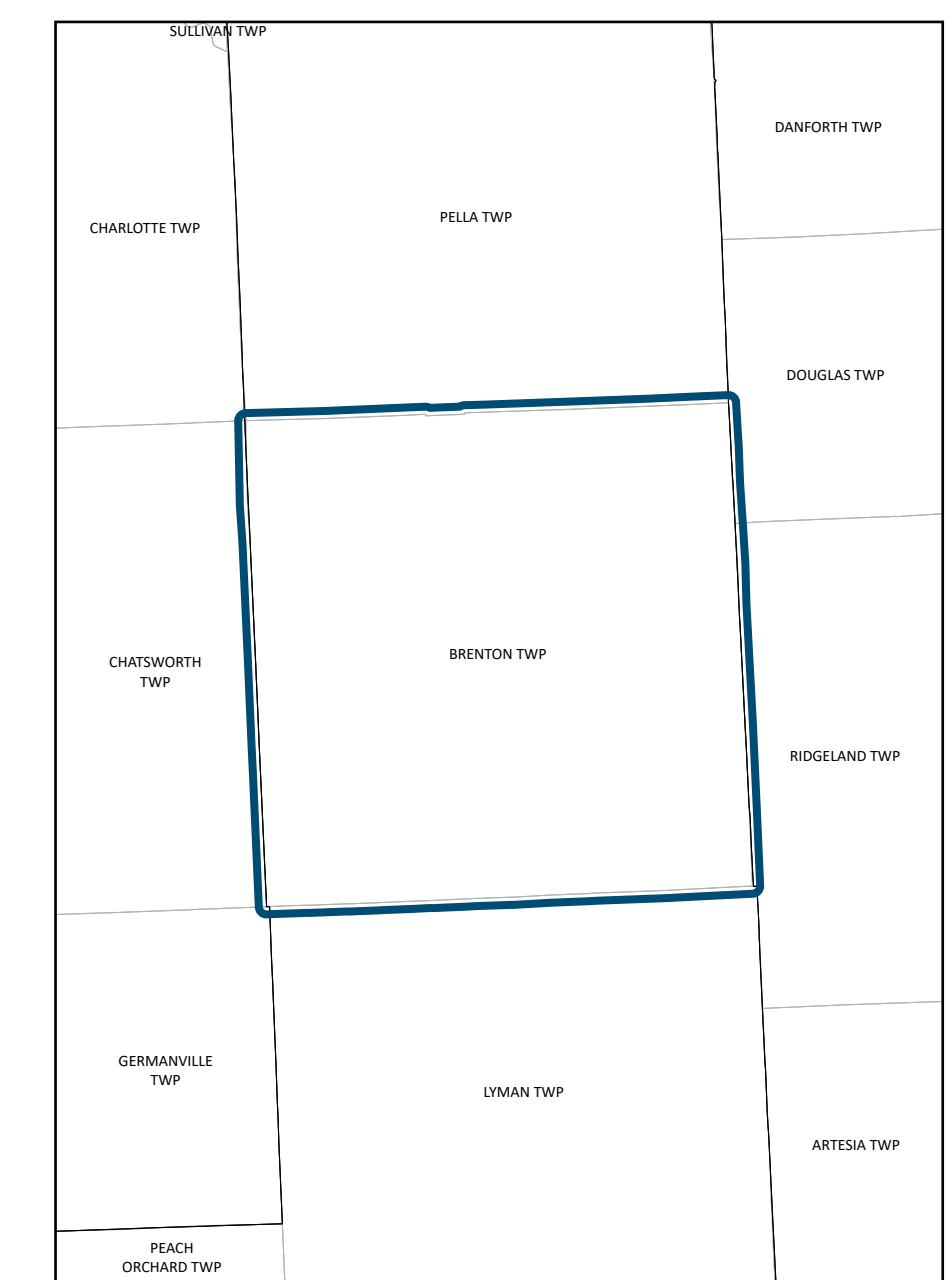 SULLIVAN TWP
DANFORTH TWP
PELLA TWP
CHARLOTTE TWP
DOUGLAS TWP
BRENTON TWP
CHATSWORTH
TWP
RIDGELAND TWP
GERMANVILLE
TWP
LYMAN TWP
ARTESIA TWP
PEACH
ORCHARD TWP